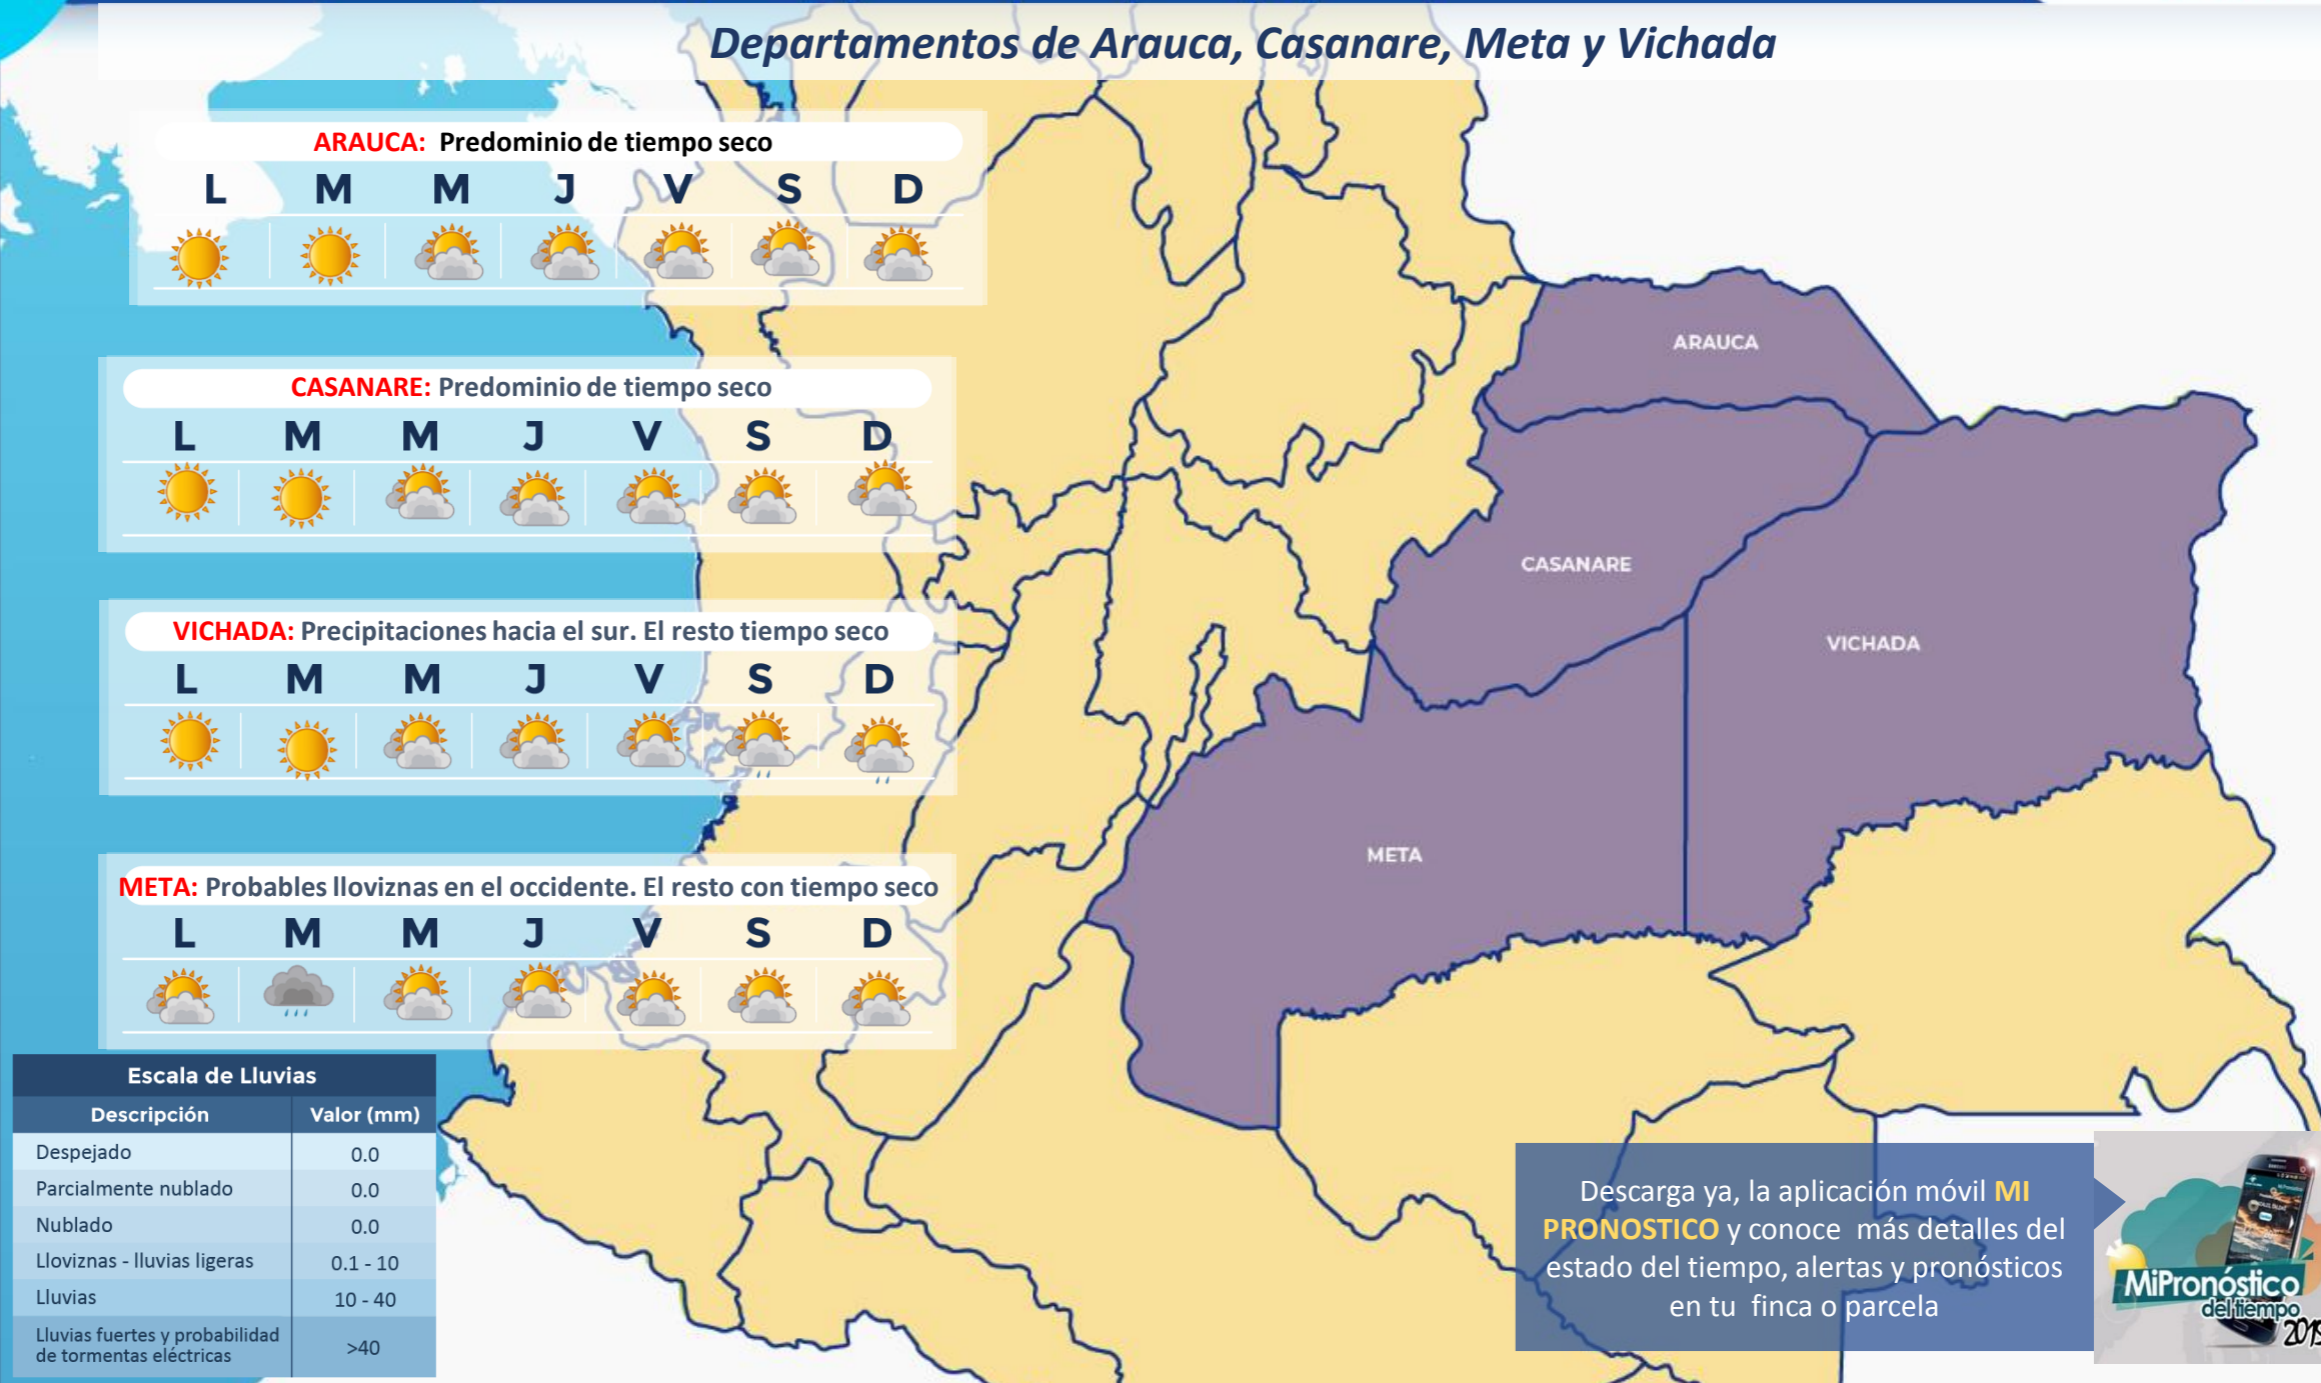 Departamentos de Arauca, Casanare, Meta y Vichada
ARAUCA: Predominio de tiempo seco
L M M J V S D
CASANARE: Predominio de tiempo seco
L M M J V S D
VICHADA: Precipitaciones hacia el sur. El resto tiempo seco
L M M J V S D
META: Probables lloviznas en el occidente. El resto con tiempo seco
L M M J V S D
ARAUCA
CASANARE
VICHADA
META
Escala de Lluvias
Descripción Valor (mm)
Despejado 0.0
Parcialmente nublado 0.0
Nublado 0.0
Lloviznas - lluvias ligeras 0.1 - 10
Lluvias 10 - 40
Lluvias fuertes y probabilidad
de tormentas eléctricas >40
Descarga ya, la aplicación móvil MI
PRONOSTICO y conoce más detalles del
estado del tiempo, alertas y pronósticos
en tu finca o parcela
MiPronóstico
del tiempo
2019